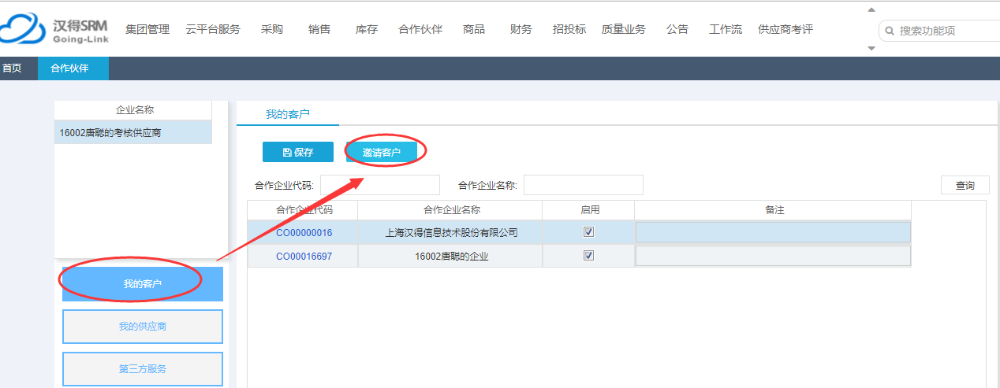 汉得SRM
Going-Link
集团管理 云平台服务 采购 销售 库存 合作伙伴 商品 财务 招投标 质量业务 公告 工作流 供应商考评
搜索功能项
首页 合作伙伴
企业名称
16002唐聪的考核供应商
我的客户
保存 邀请客户
合作企业代码: 合作企业名称: 查询
合作企业代码 合作企业名称 启用 备注
CO00000016 上海汉得信息技术股份有限公司
CO00016697 16002唐聪的企业
我的客户
我的供应商
第三方服务